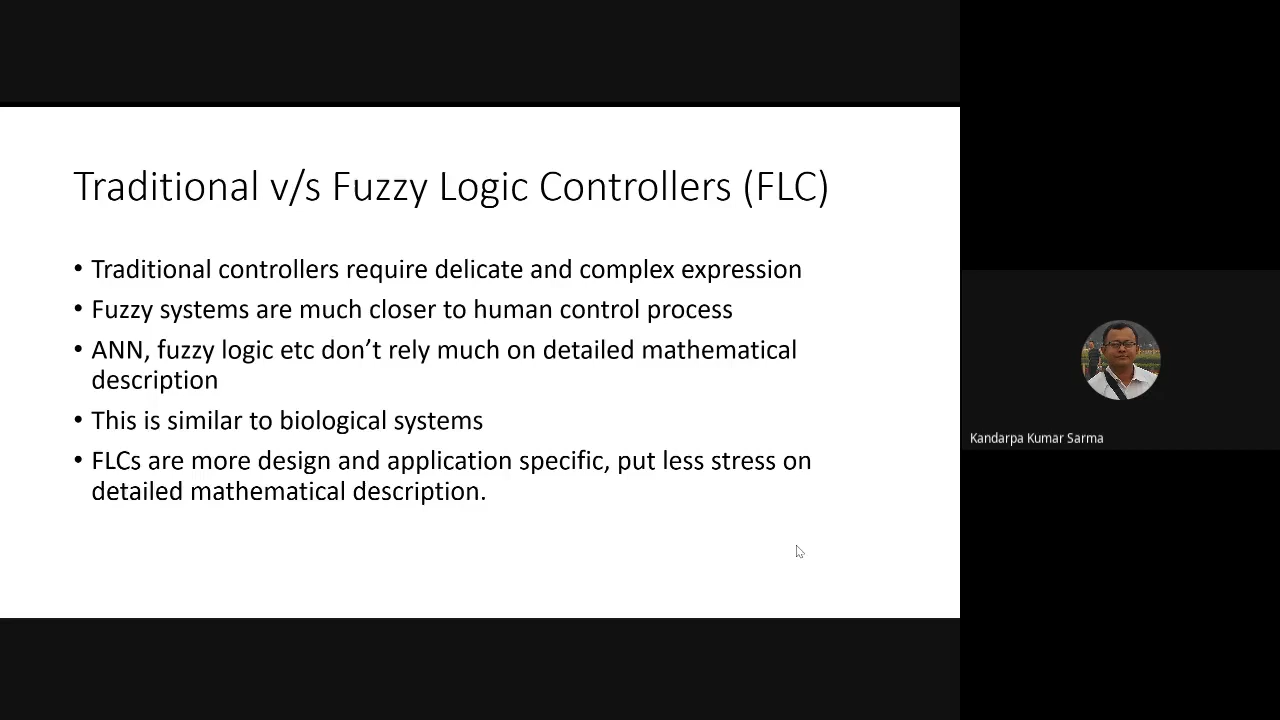 Traditional v/s Fuzzy Logic Controllers (FLC)
• Traditional controllers require delicate and complex expression
• Fuzzy systems are much closer to human control process
• ANN, fuzzy logic etc don’t rely much on detailed mathematical
description
• This is similar to biological systems
• FLCs are more design and application specific, put less stress on
detailed mathematical description.
Kandarpa Kumar Sarma